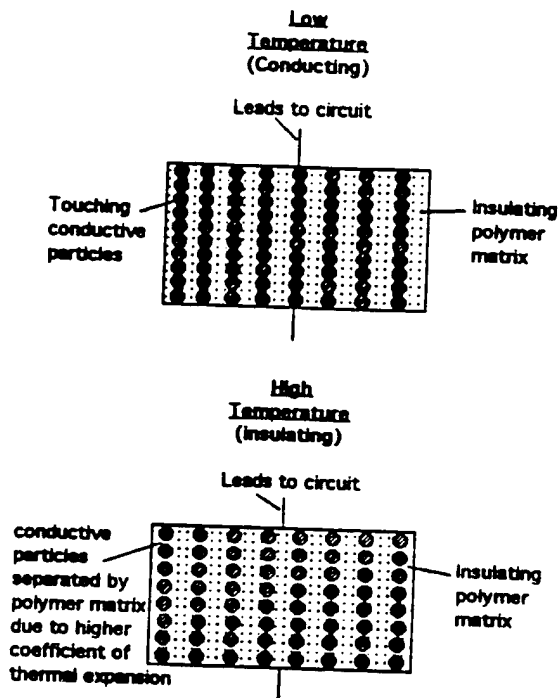 Low
Temperature
(Conducting)
Leads to circuit
Touching
conductive
particles
Insulating
polymer
matrix
High
Temperature
(insulating)
Leads to circuit
conductive
particles
separated by
polymer matrix
due to higher
coefficient of
thermal expansion
Insulating
polymer
matrix